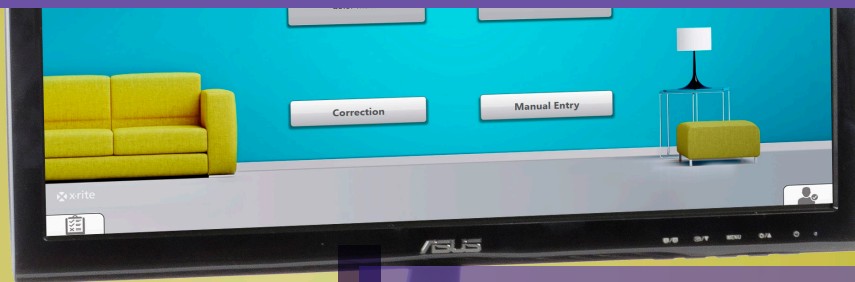 Correction
Manual Entry
x·rite
ASUS
MENU